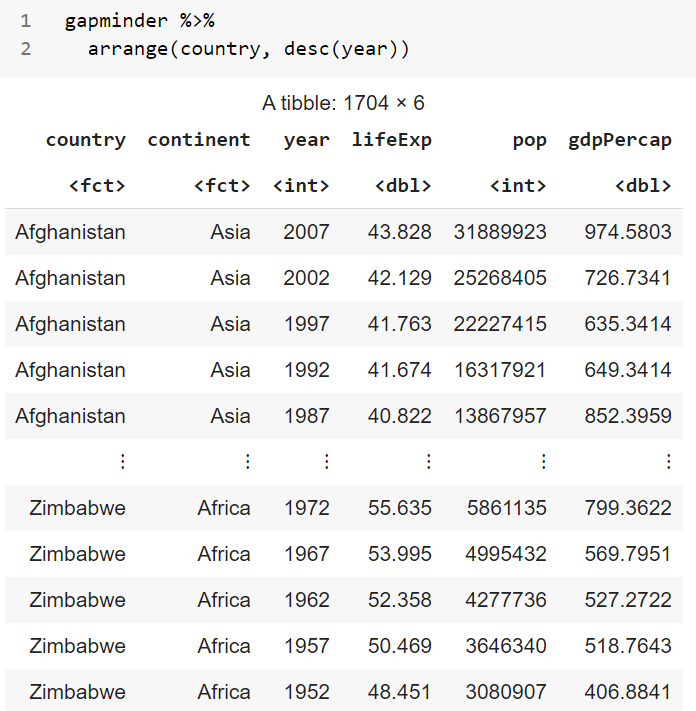 1 gapminder %>%
2 arrange(country, desc(year))
A tibble: 1704 × 6
country continent year lifeExp pop gdpPercap
<fct> <fct> <int> <dbl> <int> <dbl>
Afghanistan Asia 2007 43.828 31889923 974.5803
Afghanistan Asia 2002 42.129 25268405 726.7341
Afghanistan Asia 1997 41.763 22227415 635.3414
Afghanistan Asia 1992 41.674 16317921 649.3414
Afghanistan Asia 1987 40.822 13867957 852.3959
⋮ ⋮ ⋮ ⋮ ⋮ ⋮
Zimbabwe Africa 1972 55.635 5861135 799.3622
Zimbabwe Africa 1967 53.995 4995432 569.7951
Zimbabwe Africa 1962 52.358 4277736 527.2722
Zimbabwe Africa 1957 50.469 3646340 518.7643
Zimbabwe Africa 1952 48.451 3080907 406.8841